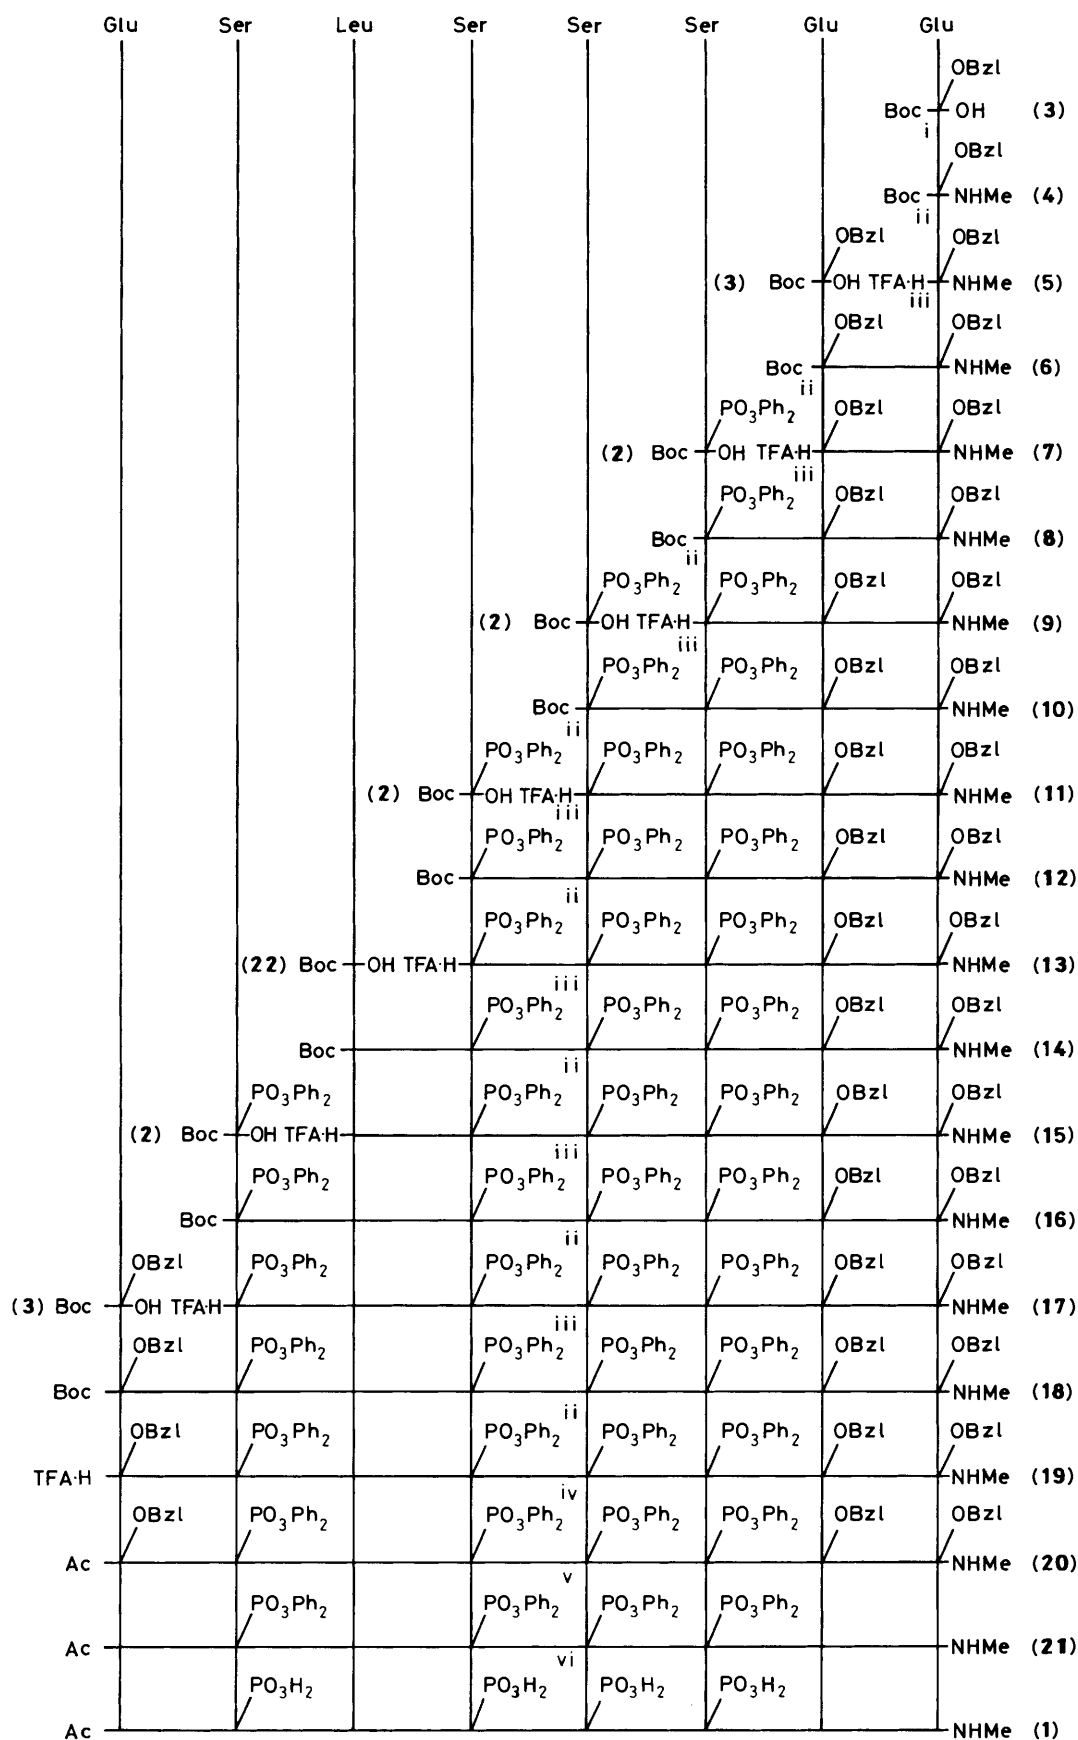 Glu Ser Leu Ser Ser Ser Glu Glu
OBzl
Boc OH (3)
i
OBzl
Boc NHMe (4)
ii
OBzl OBzl
(3) Boc OH TFA·H NHMe (5)
iii
OBzl OBzl
Boc NHMe (6)
ii
PO3Ph2 OBzl OBzl
(2) Boc OH TFA·H NHMe (7)
iii
PO3Ph2 OBzl OBzl
Boc NHMe (8)
ii
PO3Ph2 PO3Ph2 OBzl OBzl
(2) Boc OH TFA·H NHMe (9)
iii
PO3Ph2 PO3Ph2 OBzl OBzl
Boc NHMe (10)
ii
PO3Ph2 PO3Ph2 PO3Ph2 OBzl OBzl
(2) Boc OH TFA·H NHMe (11)
iii
PO3Ph2 PO3Ph2 PO3Ph2 OBzl OBzl
Boc NHMe (12)
ii
PO3Ph2 PO3Ph2 PO3Ph2 OBzl OBzl
(22) Boc OH TFA·H NHMe (13)
iii
PO3Ph2 PO3Ph2 PO3Ph2 OBzl OBzl
Boc NHMe (14)
ii
PO3Ph2 PO3Ph2 PO3Ph2 PO3Ph2 OBzl OBzl
(2) Boc OH TFA·H NHMe (15)
iii
PO3Ph2 PO3Ph2 PO3Ph2 PO3Ph2 OBzl OBzl
Boc NHMe (16)
ii
OBzl PO3Ph2 PO3Ph2 PO3Ph2 PO3Ph2 OBzl OBzl
(3) Boc OH TFA·H NHMe (17)
iii
OBzl PO3Ph2 PO3Ph2 PO3Ph2 PO3Ph2 OBzl OBzl
Boc NHMe (18)
ii
OBzl PO3Ph2 PO3Ph2 PO3Ph2 PO3Ph2 OBzl OBzl
TFA·H NHMe (19)
iv
OBzl PO3Ph2 PO3Ph2 PO3Ph2 PO3Ph2 OBzl OBzl
Ac NHMe (20)
v
PO3Ph2 PO3Ph2 PO3Ph2 PO3Ph2
Ac NHMe (21)
vi
PO3H2 PO3H2 PO3H2 PO3H2
Ac NHMe (1)